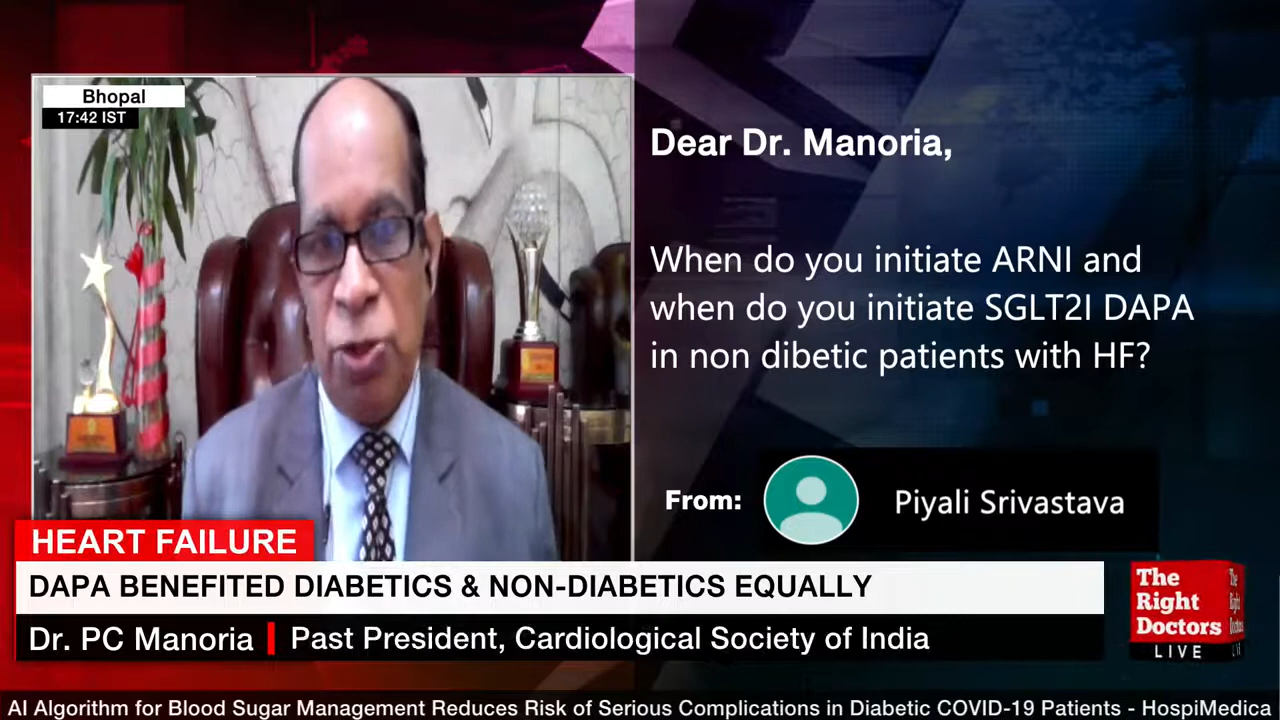 Bhopal
17:42 IST
Dear Dr. Manoria,
When do you initiate ARNI and
when do you initiate SGLT2I DAPA
in non dibetic patients with HF?
From:
Piyali Srivastava
HEART FAILURE
DAPA BENEFITED DIABETICS & NON-DIABETICS EQUALLY
Dr. PC Manoria
Past President, Cardiological Society of India
The
Right
Doctors
LIVE
AI Algorithm for Blood Sugar Management Reduces Risk of Serious Complications in Diabetic COVID-19 Patients - HospiMedica